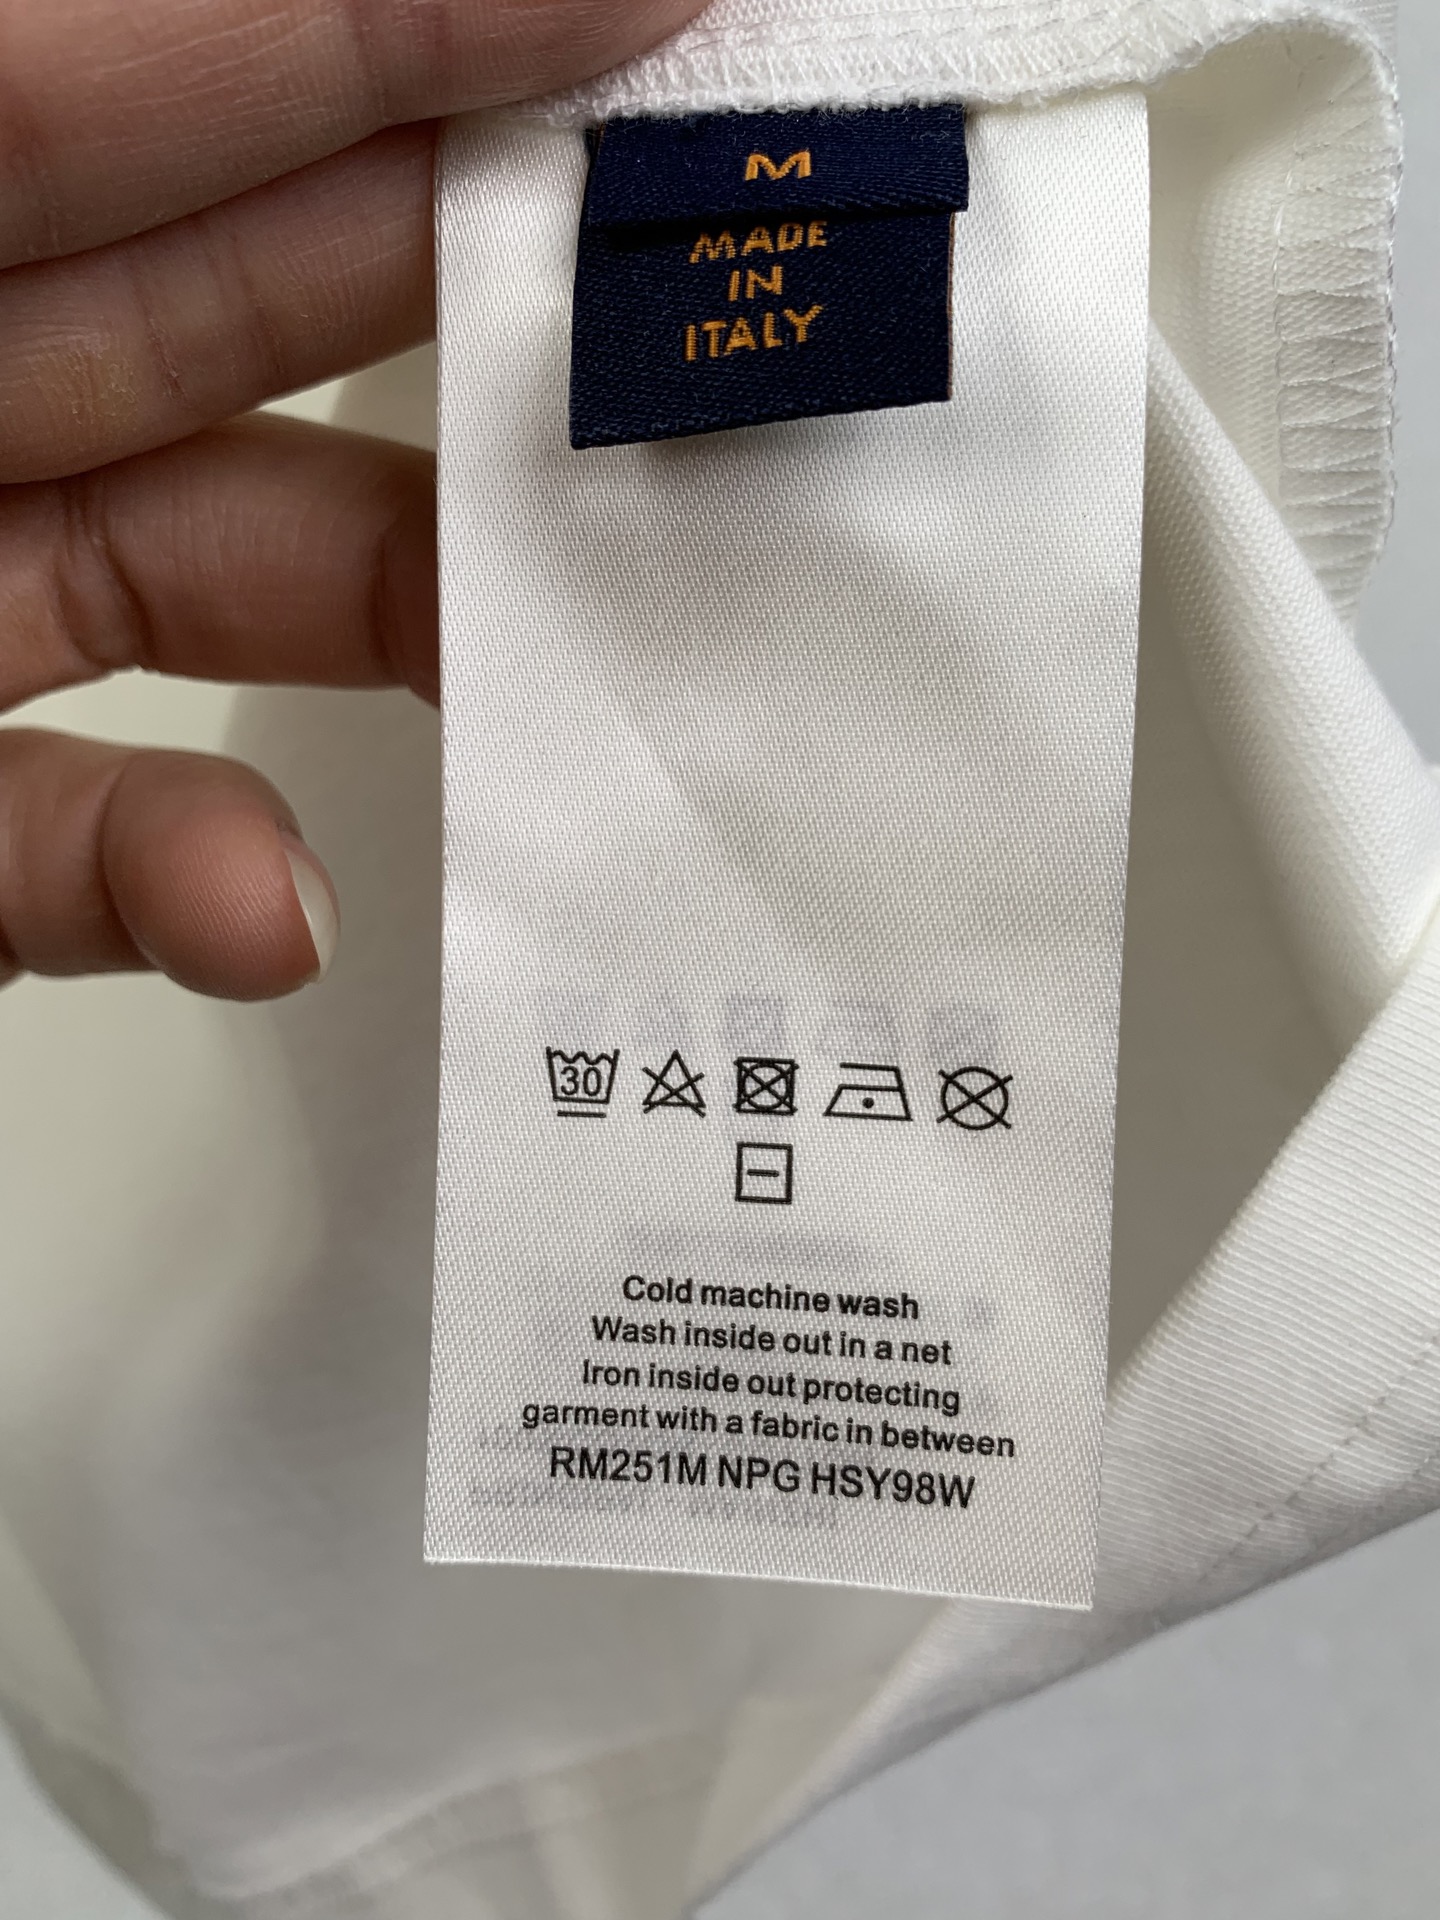 M
MADE
IN
ITALY
30
Cold machine wash
Wash inside out in a net
Iron inside out protecting
garment with a fabric in between
RM251M NPG HSY98W